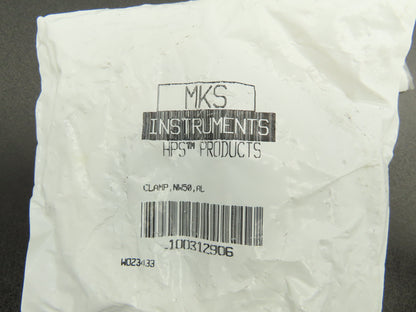 MKS
INSTRUMENTS
HPS™ PRODUCTS
CLAMP,NW50,AL
100312906
W023433